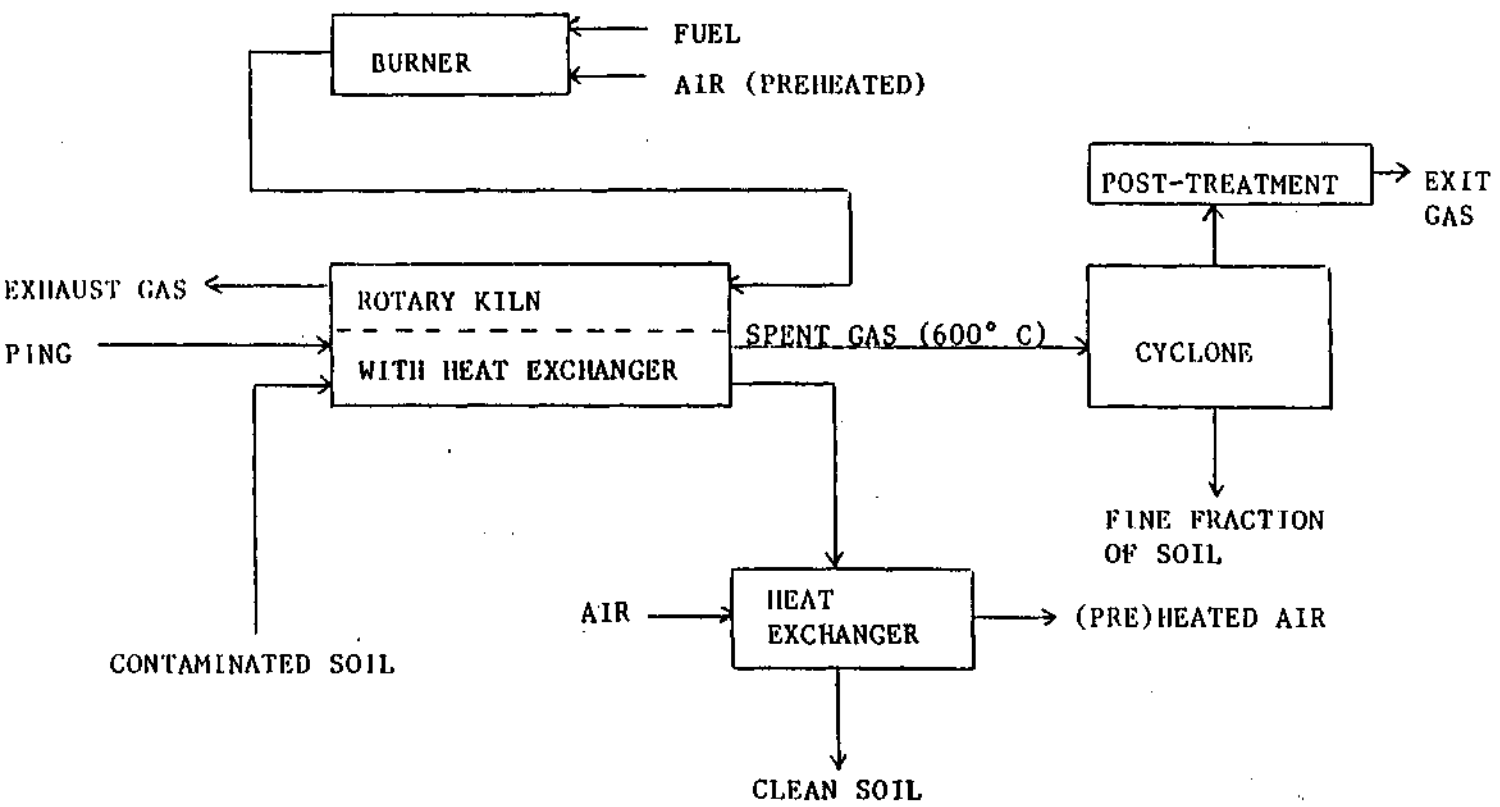 FUEL
BURNER
AIR (PREHEATED)
POST-TREATMENT
EXIT
GAS
EXHAUST GAS
ROTARY KILN
SPENT GAS (600° C)
PING
WITH HEAT EXCHANGER
CYCLONE
FINE FRACTION
OF SOIL
AIR
HEAT
EXCHANGER
(PRE)HEATED AIR
CONTAMINATED SOIL
CLEAN SOIL